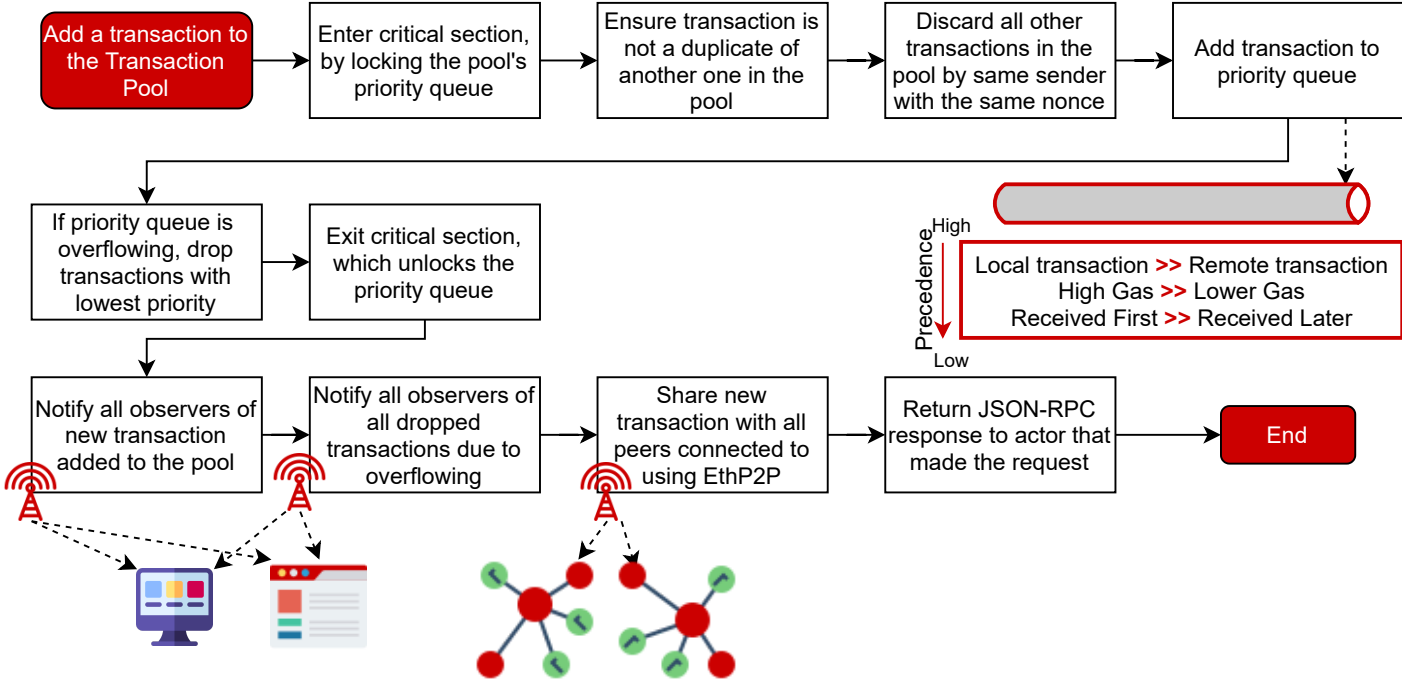 Add a transaction to
the Transaction
Pool
Enter critical section,
by locking the pool's
priority queue
Ensure transaction is
not a duplicate of
another one in the
pool
Discard all other
transactions in the
pool by same sender
with the same nonce
Add transaction to
priority queue
If priority queue is
overflowing, drop
transactions with
lowest priority
Exit critical section,
which unlocks the
priority queue
High
Precedence
Low
Local transaction >> Remote transaction
High Gas >> Lower Gas
Received First >> Received Later
Notify all observers of
new transaction
added to the pool
Notify all observers of
all dropped
transactions due to
overflowing
Share new
transaction with all
peers connected to
using EthP2P
Return JSON-RPC
response to actor that
made the request
End